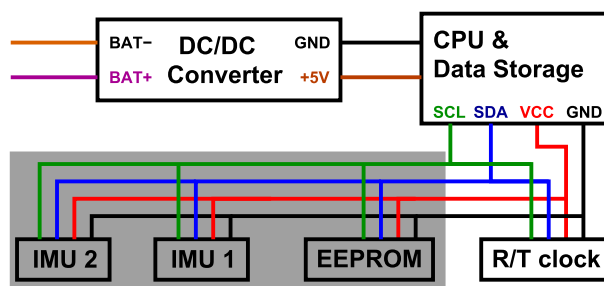 BAT− DC/DC GND
BAT+ Converter +5V
CPU &
Data Storage
SCL SDA VCC GND
IMU 2 IMU 1 EEPROM R/T clock